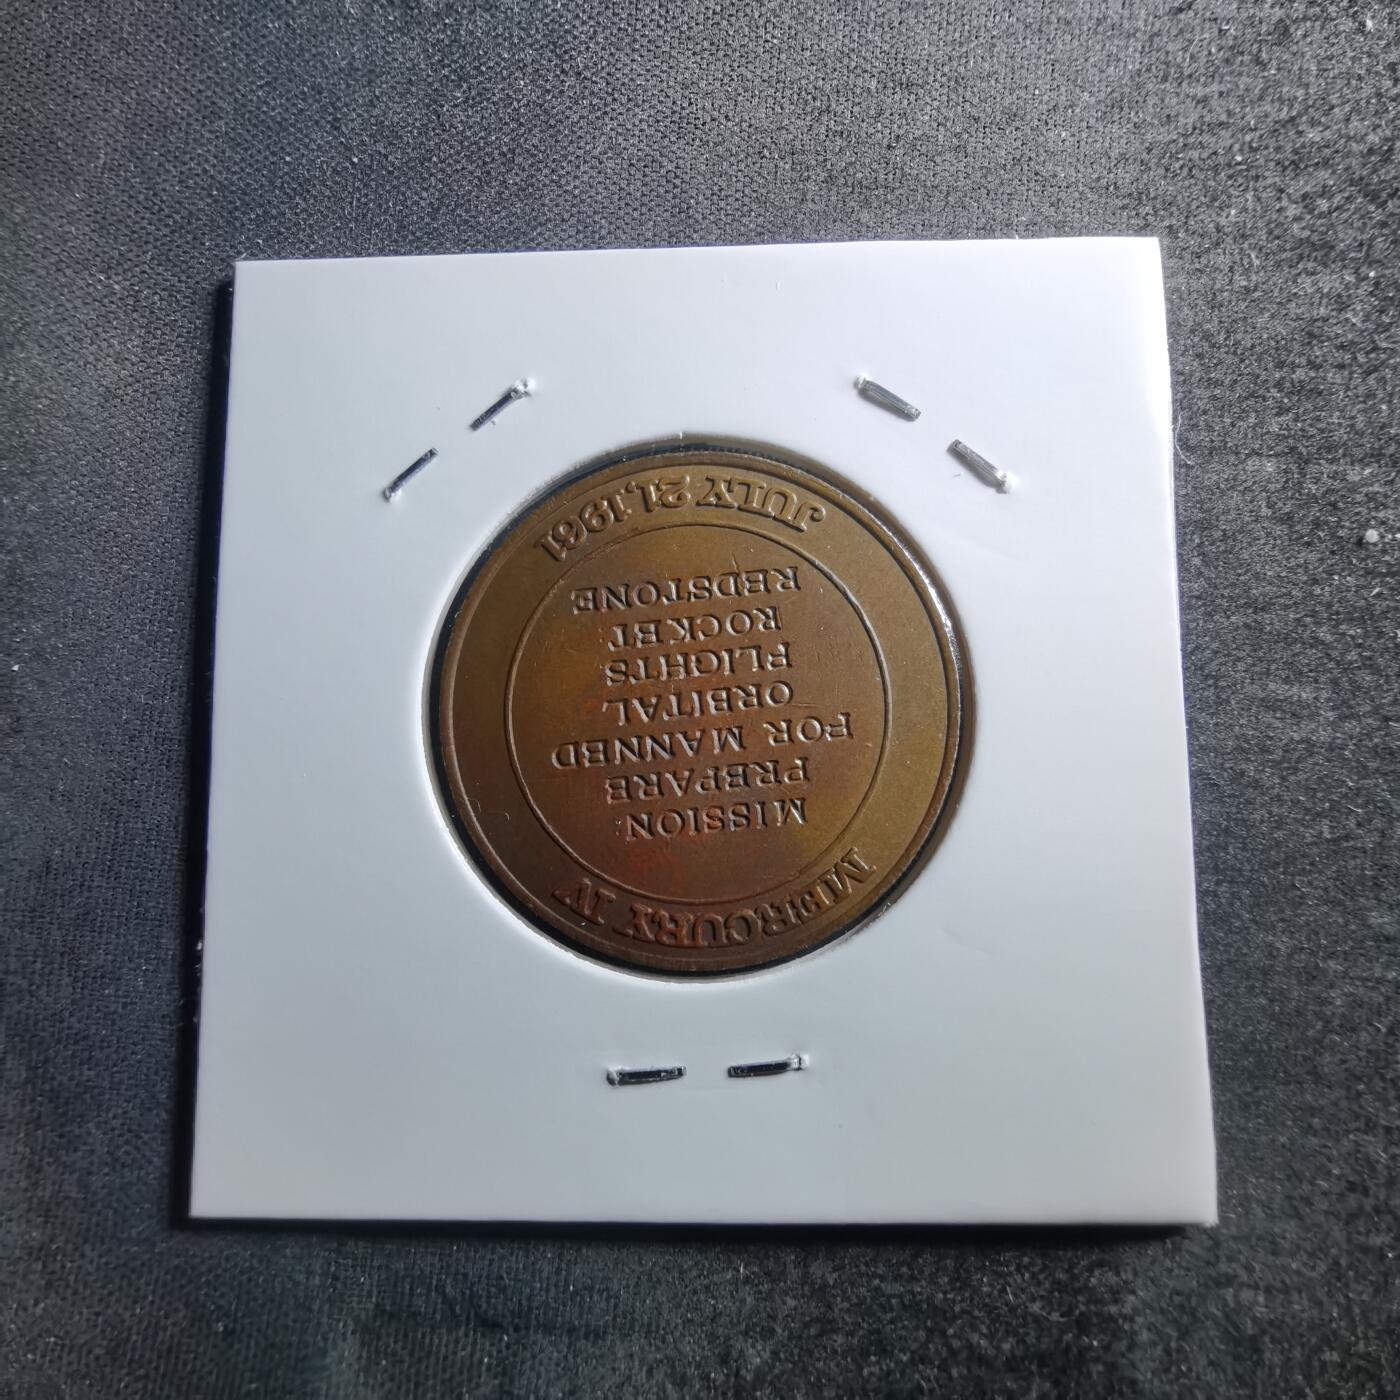 MERCURY IV
MISSION:
PREPARE
FOR MANNED
ORBITAL
FLIGHTS
ROCKET
REDSTONE
JULY 21, 1961